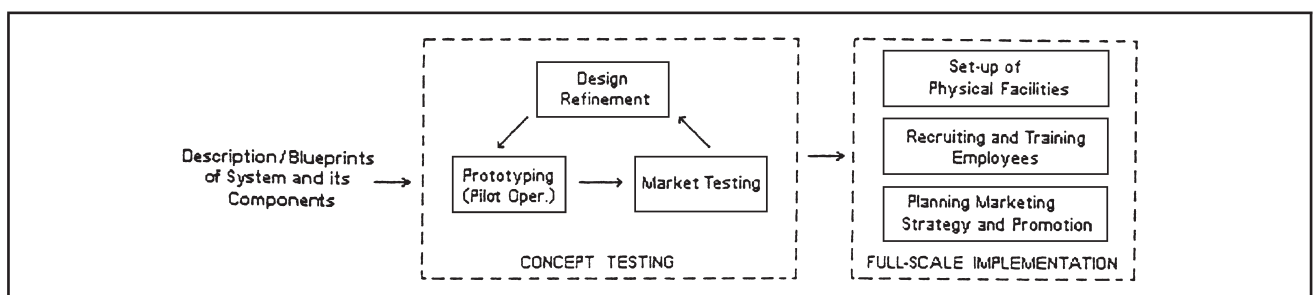 Description/Blueprints
of System and its
Components
Design
Refinement
Prototyping
(Pilot Oper.)
Market Testing
CONCEPT TESTING
Set-up of
Physical Facilities
Recruiting and Training
Employees
Planning Marketing
Strategy and Promotion
FULL-SCALE IMPLEMENTATION